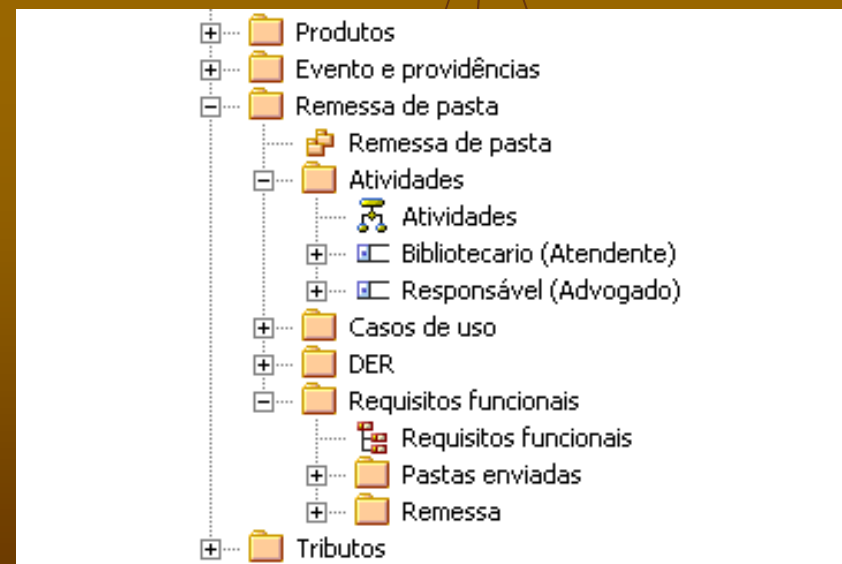 Produtos
Evento e providências
Remessa de pasta
Remessa de pasta
Atividades
Atividades
Bibliotecario (Atendente)
Responsável (Advogado)
Casos de uso
DER
Requisitos funcionais
Requisitos funcionais
Pastas enviadas
Remessa
Tributos